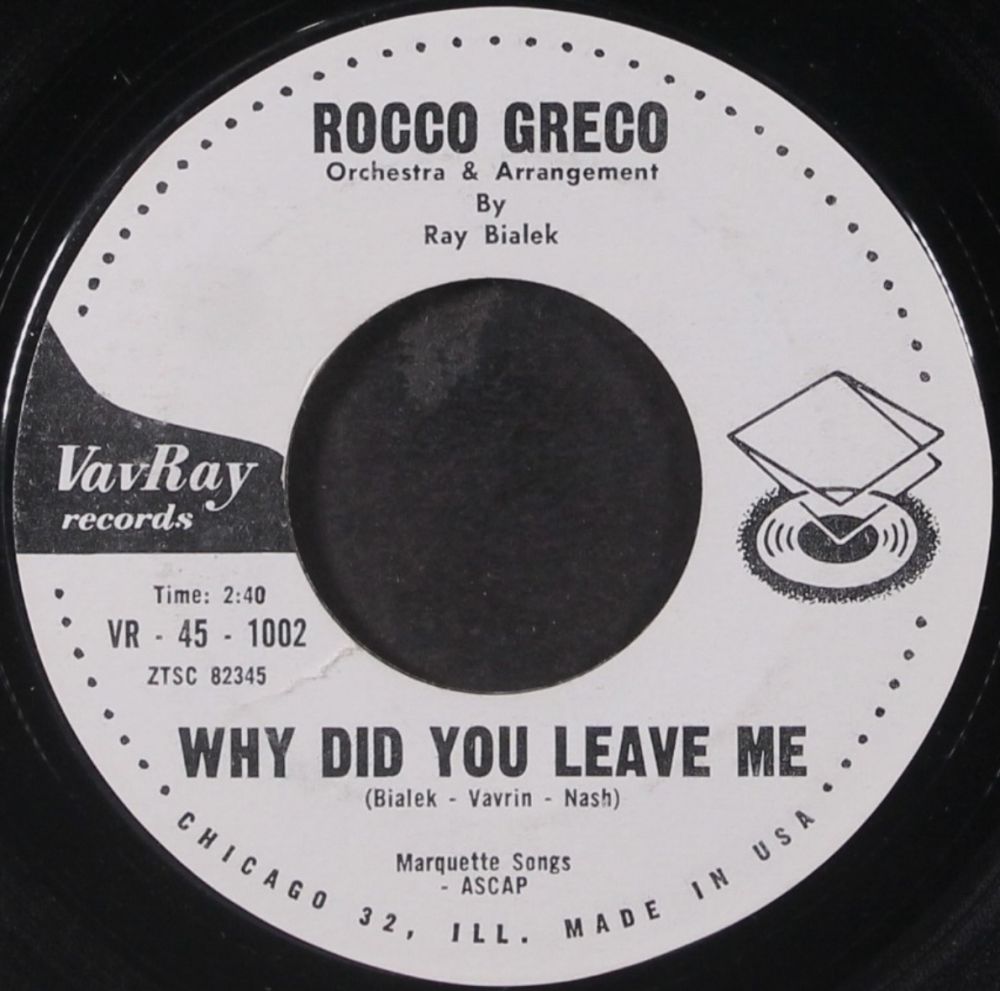 ROCCO GRECO
Orchestra & Arrangement
By
Ray Bialek
VavRay
records
Time: 2:40
VR - 45 - 1002
ZTSC 82345
WHY DID YOU LEAVE ME
(Bialek - Vavrin - Nash)
Marquette Songs
- ASCAP
CHICAGO 32, ILL. MADE IN USA